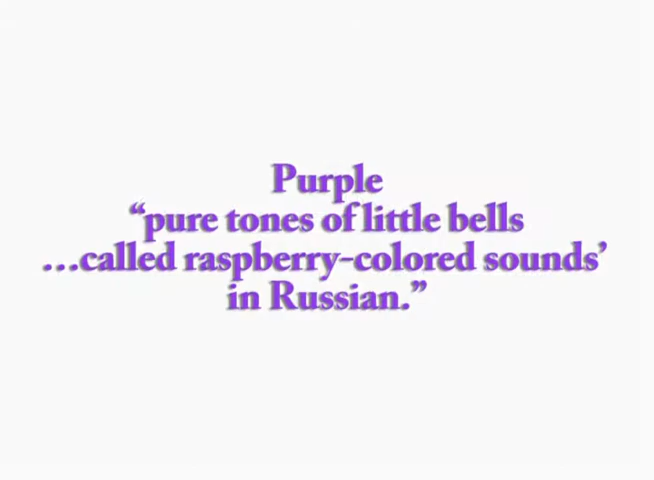 Purple
“pure tones of little bells
...called raspberry-colored sounds’
in Russian.”